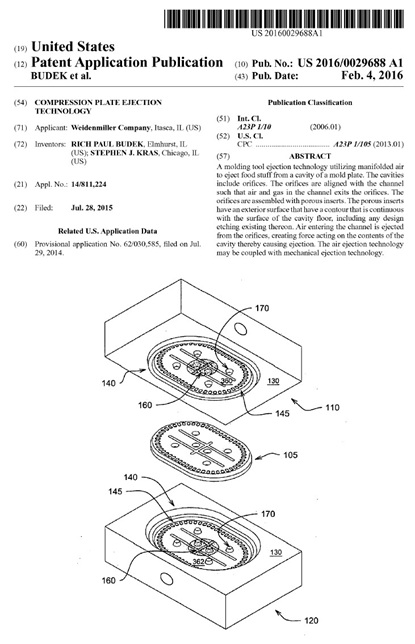 US 20160029688A1
(19) United States
(12) Patent Application Publication (10) Pub. No.: US 2016/0029688 A1
BUDEK et al. (43) Pub. Date: Feb. 4, 2016
(54) COMPRESSION PLATE EJECTION
TECHNOLOGY
(71) Applicant: Weidenmiller Company, Itasca, IL (US)
(72) Inventors: RICH PAUL BUDEK, Elmhurst, IL
(US); STEPHEN J. KRAS, Chicago, IL
(US)
(21) Appl. No.: 14/811,224
(22) Filed: Jul. 28, 2015
Related U.S. Application Data
(60) Provisional application No. 62/030,585, filed on Jul.
29, 2014.
Publication Classification
(51) Int. Cl.
A23P 1/10 (2006.01)
(52) U.S. Cl.
CPC .................................... A23P 1/105 (2013.01)
(57) ABSTRACT
A molding tool ejection technology utilizing manifolded air
to eject food stuff from a cavity of a mold plate. The cavities
include orifices. The orifices are aligned with the channel
such that air and gas in the channel exits the orifices. The
orifices are assembled with porous inserts. The porous inserts
have an exterior surface that have a contour that is continuous
with the surface of the cavity floor, including any design
etching existing thereon. Air entering the channel is ejected
from the orifices, creating force acting on the contents of the
cavity thereby causing ejection. The air ejection technology
may be coupled with mechanical ejection technology.
170
140
360
130
160
145
110
105
140
145
170
130
362
160
120